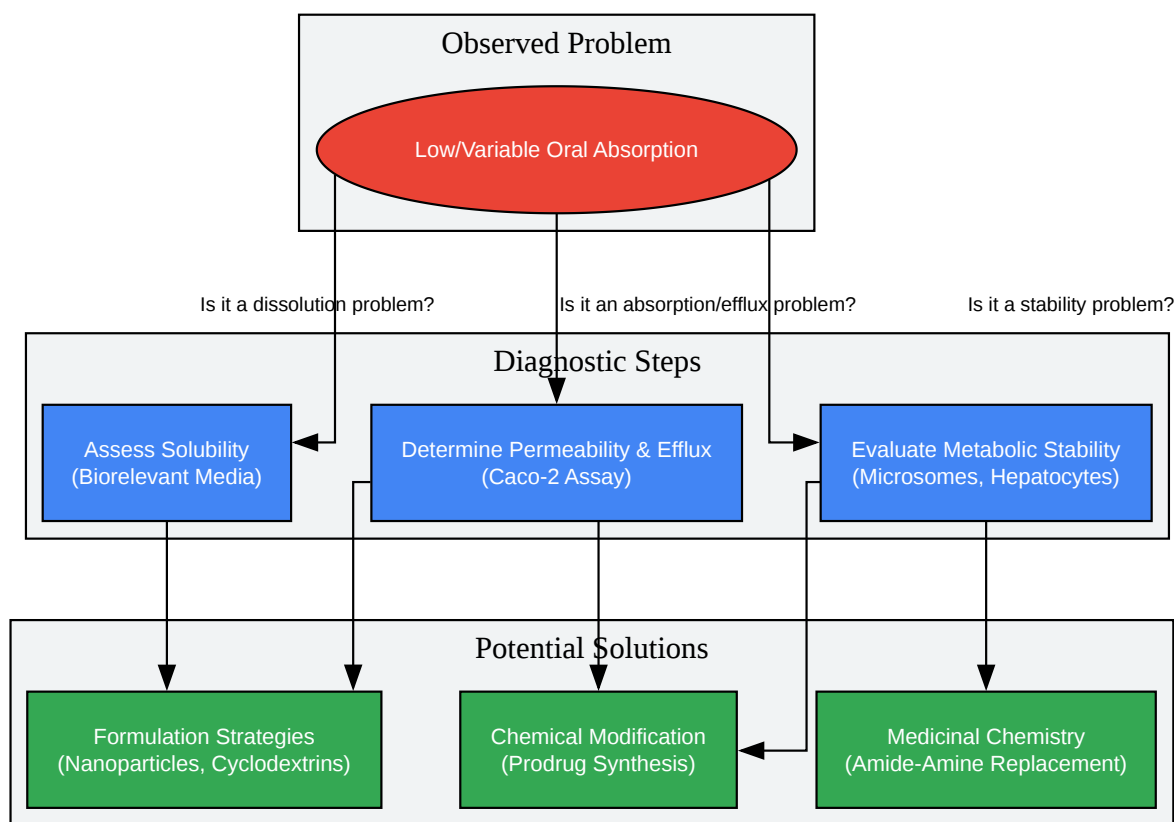 Observed Problem
Low/Variable Oral Absorption
Is it a dissolution problem?
Is it an absorption/efflux problem?
Is it a stability problem?
Diagnostic Steps
Assess Solubility
(Biorelevant Media)
Determine Permeability & Efflux
(Caco-2 Assay)
Evaluate Metabolic Stability
(Microsomes, Hepatocytes)
Potential Solutions
Formulation Strategies
(Nanoparticles, Cyclodextrins)
Chemical Modification
(Prodrug Synthesis)
Medicinal Chemistry
(Amide-Amine Replacement)